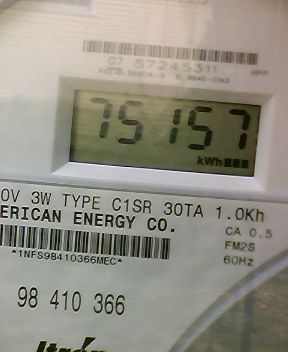 07 57245311
75157
kWh
0V 3W TYPE C1SR 30TA 1.0Kh
ERICAN ENERGY CO.
CA 0.5
FM2S
*1NFS98410366MEC*
60Hz
98 410 366
Itron